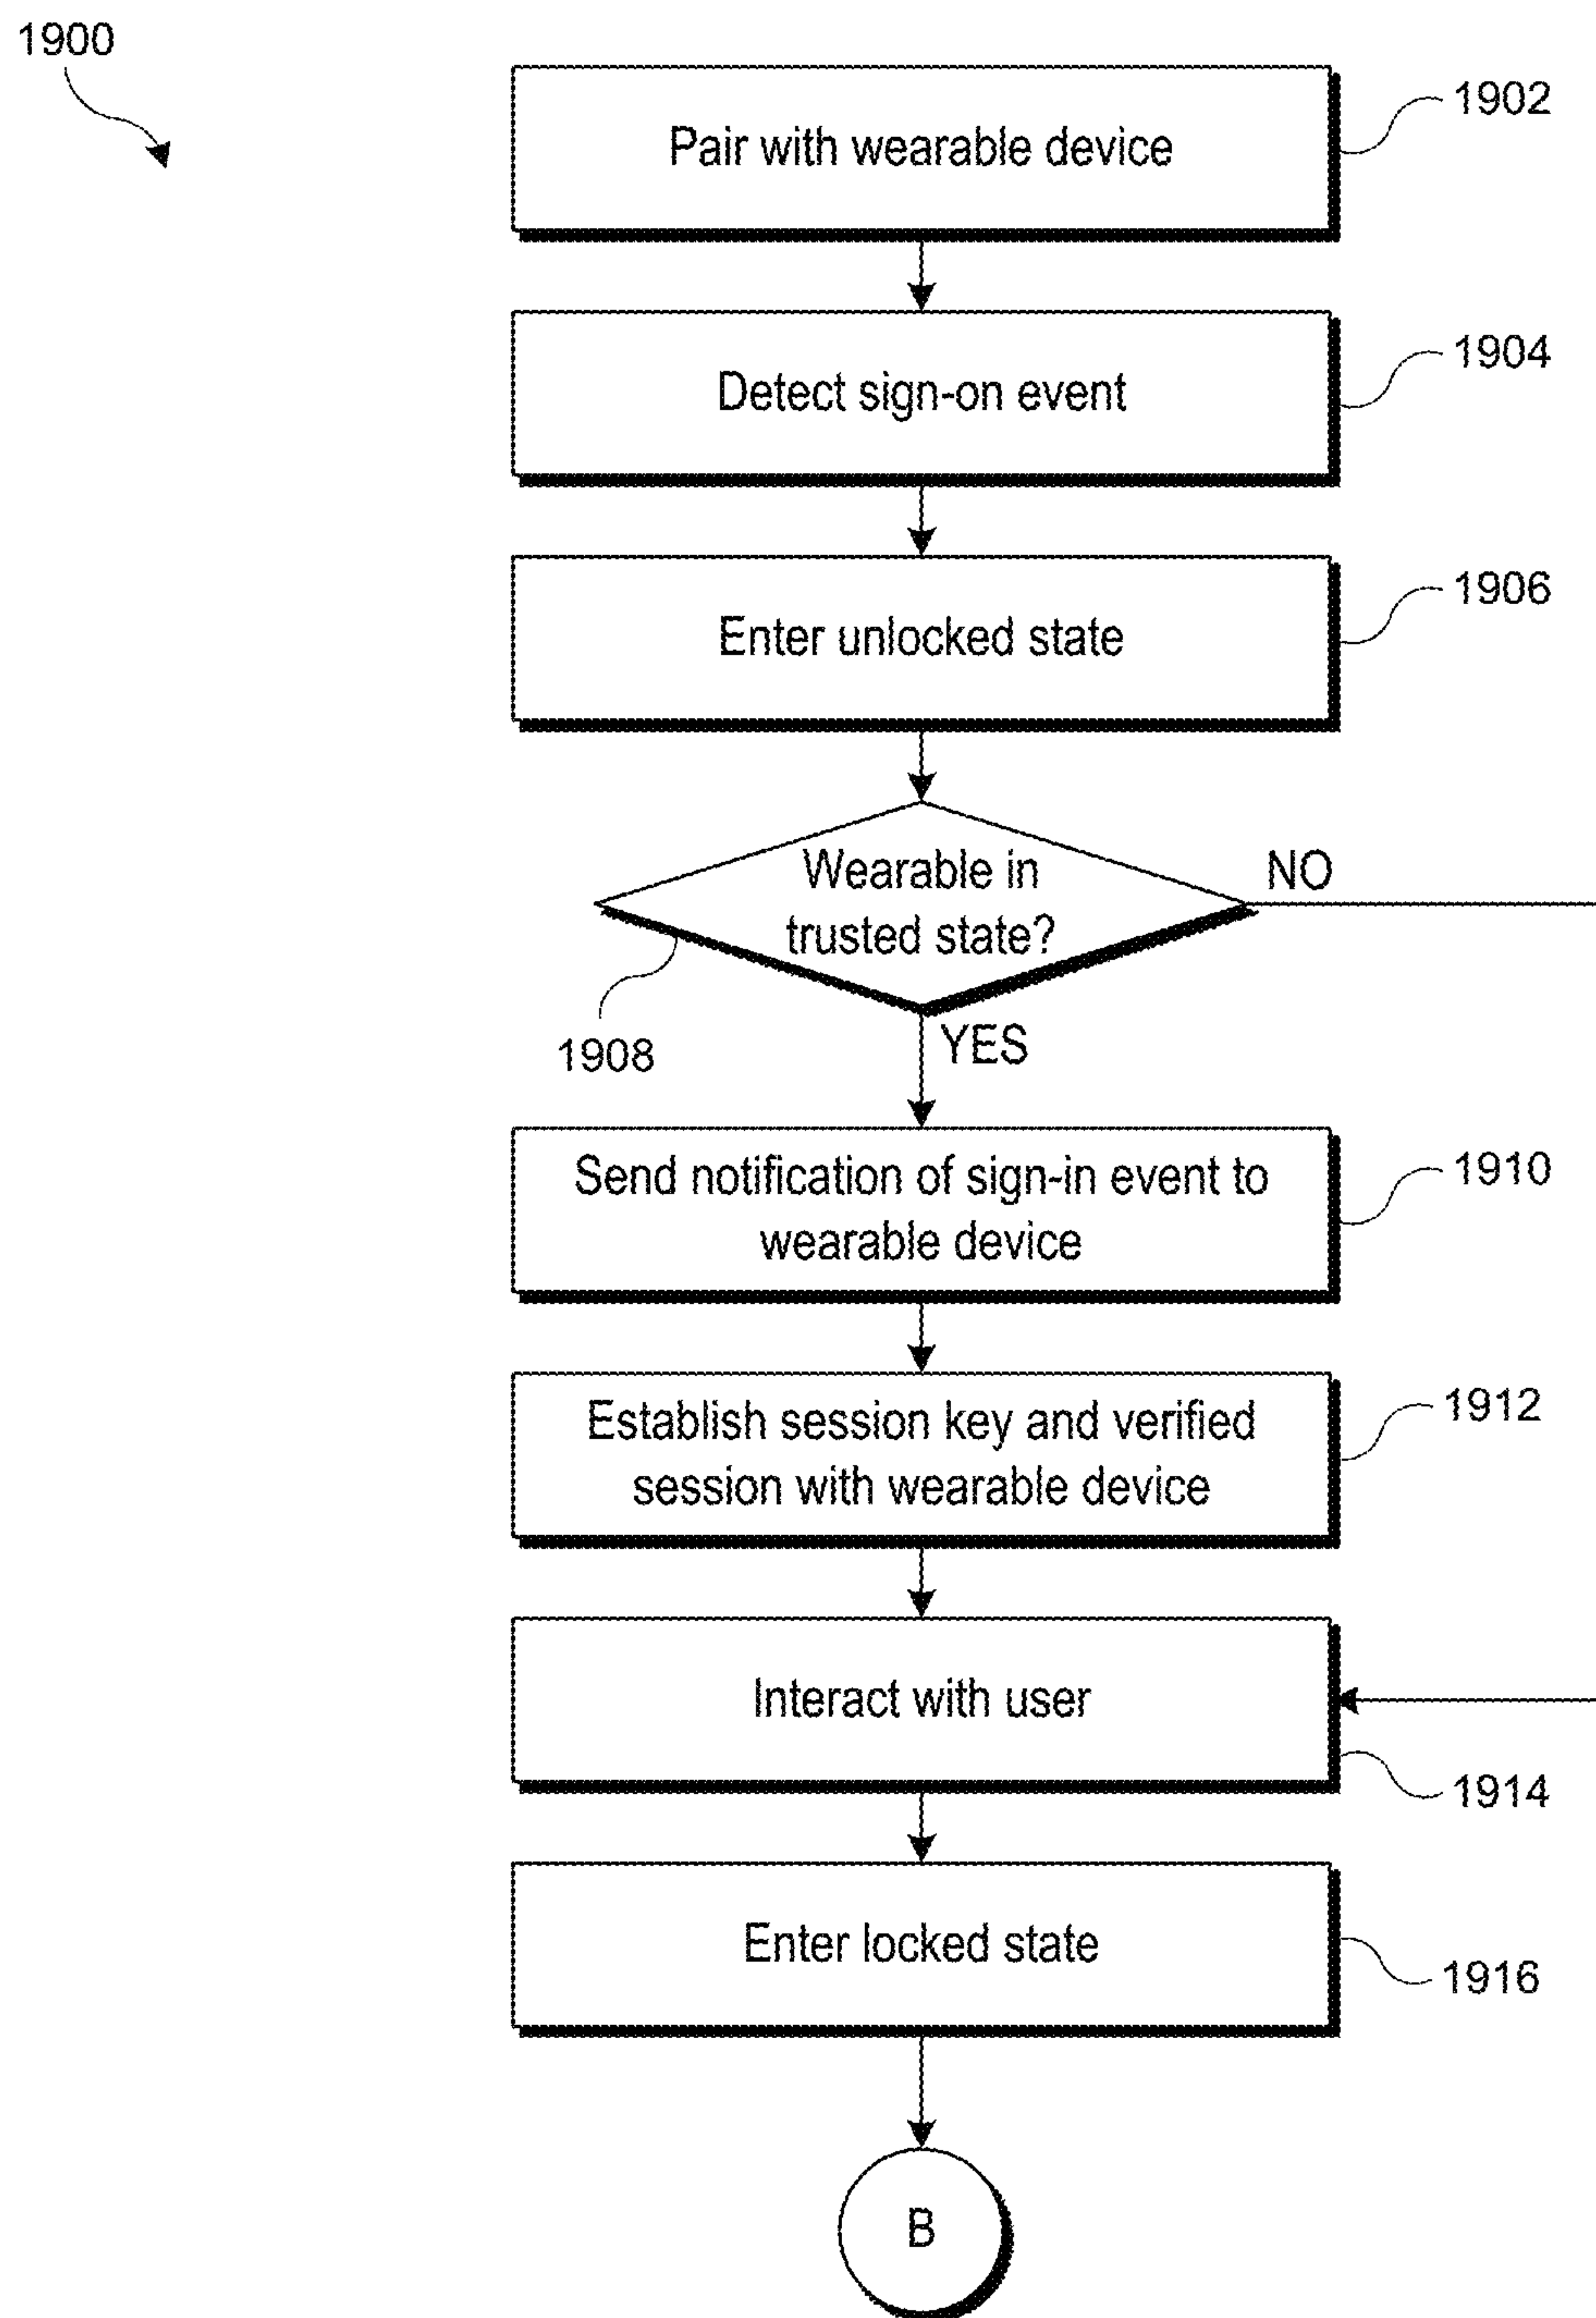 1900
Pair with wearable device
1902
Detect sign-on event
1904
Enter unlocked state
1906
Wearable in
trusted state?
NO
1908
YES
Send notification of sign-in event to
wearable device
1910
Establish session key and verified
session with wearable device
1912
Interact with user
1914
Enter locked state
1916
B